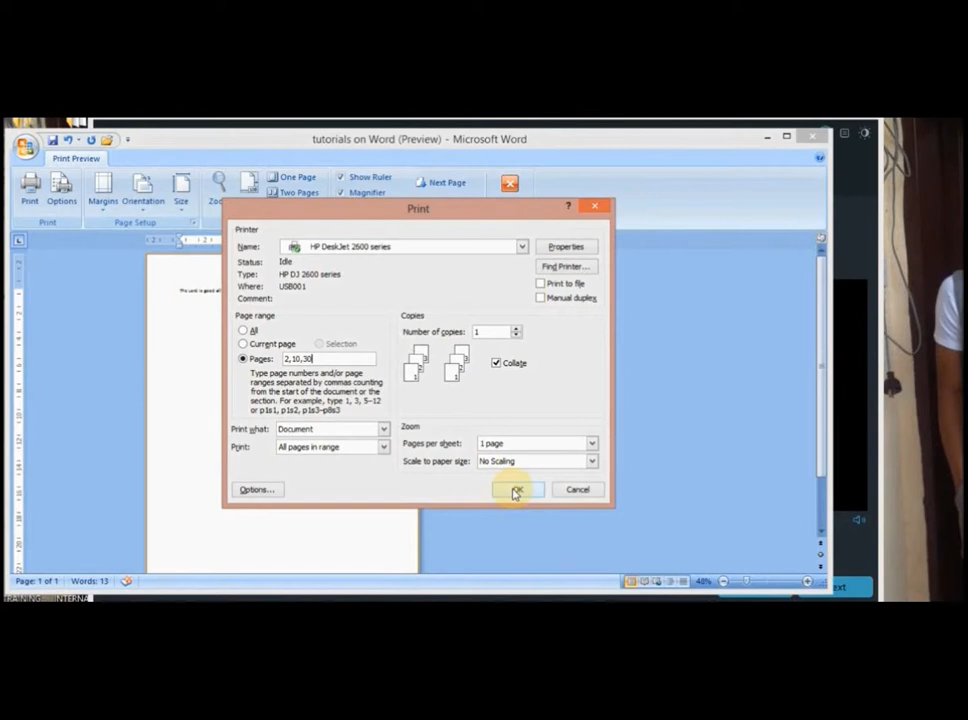 tutorials on Word (Preview) - Microsoft Word
Print Preview
One Page
Two Pages
Show Ruler
Magnifier
Next Page
Print
Options
Margins
Orientation
Size
Print
Page Setup
Print
Printer
Name:
HP DeskJet 2600 series
Properties
Status:
Idle
Find Printer...
Type:
HP DJ 2600 series
Where:
USB001
Print to file
Comment:
Manual duplex
Page range
Copies
All
Number of copies:
1
Current page
Selection
Pages:
2,10,30
Collate
Type page numbers and/or page
ranges separated by commas counting
from the start of the document or the
section. For example, type 1, 3, 5–12
or p1s1, p1s2, p1s3–p8s3
Print what:
Document
Zoom
Print:
All pages in range
Pages per sheet:
1 page
Scale to paper size:
No Scaling
Options...
OK
Cancel
Page: 1 of 1
Words: 13
48%